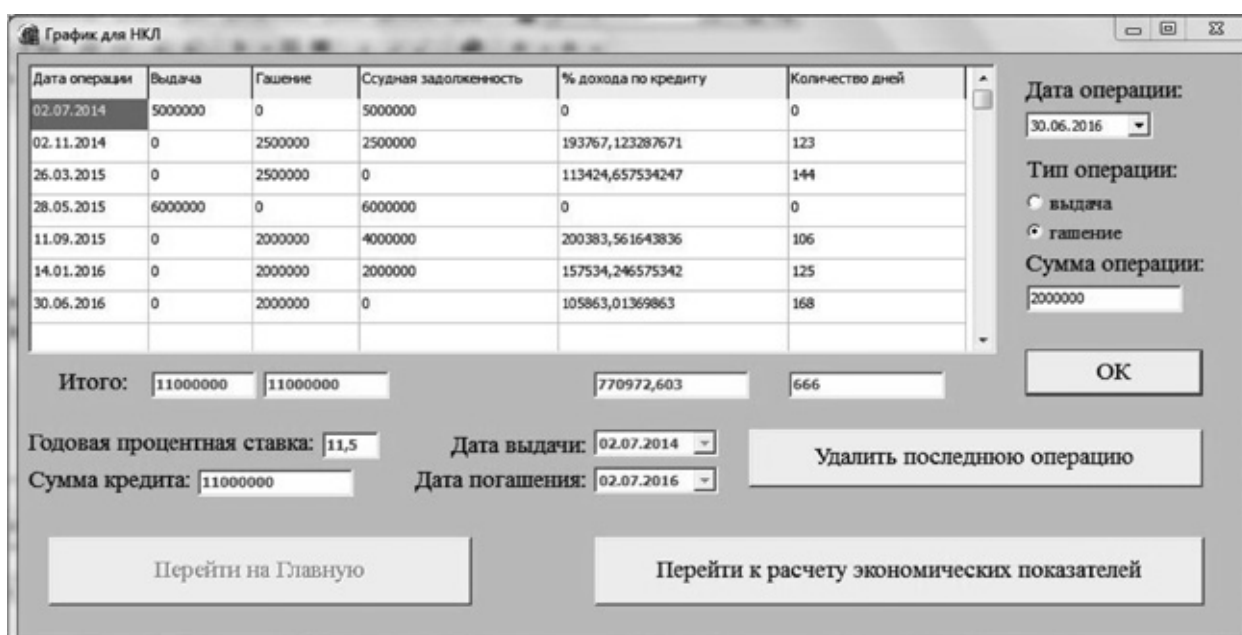 График для НКЛ
Дата операции Выдача Гашение Ссудная задолженность % дохода по кредиту Количество дней
02.07.2014 5000000 0 5000000 0 0
02.11.2014 0 2500000 2500000 193767,123287671 123
26.03.2015 0 2500000 0 113424,657534247 144
28.05.2015 6000000 0 6000000 0 0
11.09.2015 0 2000000 4000000 200383,561643836 106
14.01.2016 0 2000000 2000000 157534,246575342 125
30.06.2016 0 2000000 0 105863,01369863 168
Итого: 11000000 11000000 770972,603 666
Дата операции:
30.06.2016
Тип операции:
выдача
гашение
Сумма операции:
2000000
OK
Годовая процентная ставка: 11,5
Сумма кредита: 11000000
Дата выдачи: 02.07.2014
Дата погашения: 02.07.2016
Удалить последнюю операцию
Перейти на Главную
Перейти к расчету экономических показателей